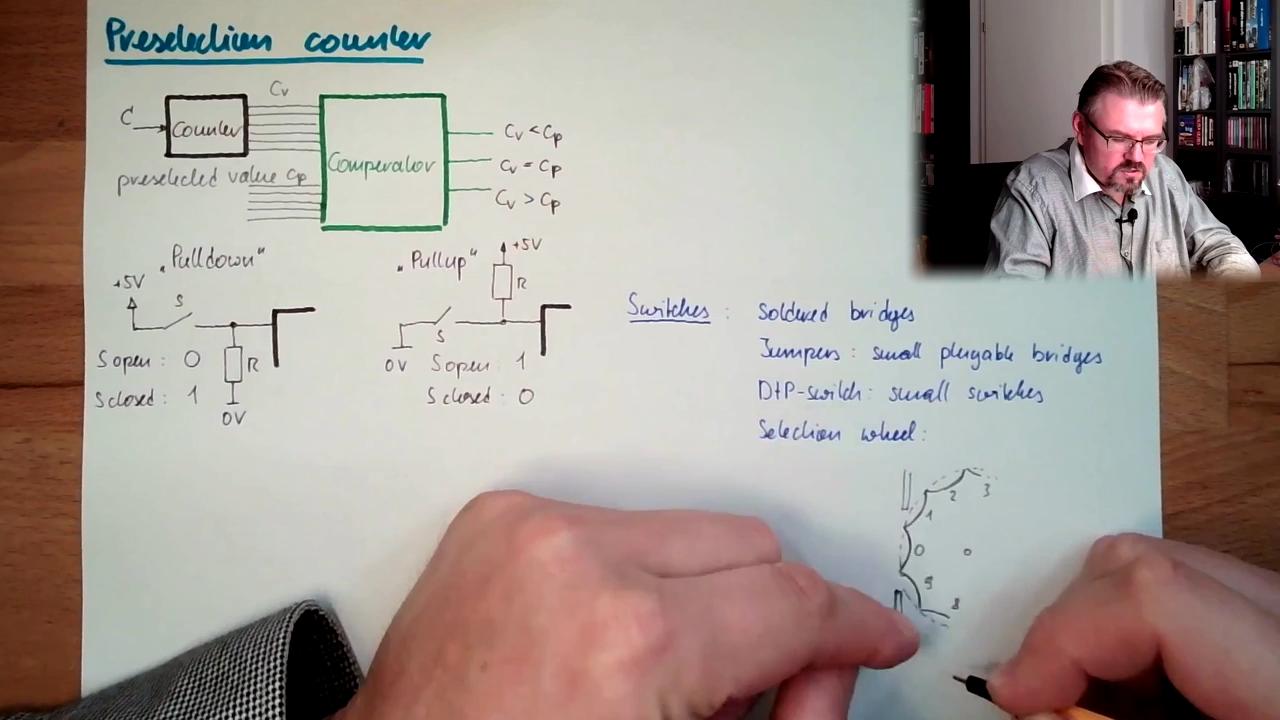 Preselection counter
C
Counter
Cv
preselected value Cp
Comperator
Cv < Cp
Cv = Cp
Cv > Cp
„Pulldown“
+5V
S
R
0V
S open : 0
S closed : 1
„Pullup“
+5V
R
S
0V
S open : 1
S closed : 0
Switches : soldered bridges
Jumpers : small plugable bridges
DIP-switch : small switches
Selection wheel :
3
2
1
0
9
8